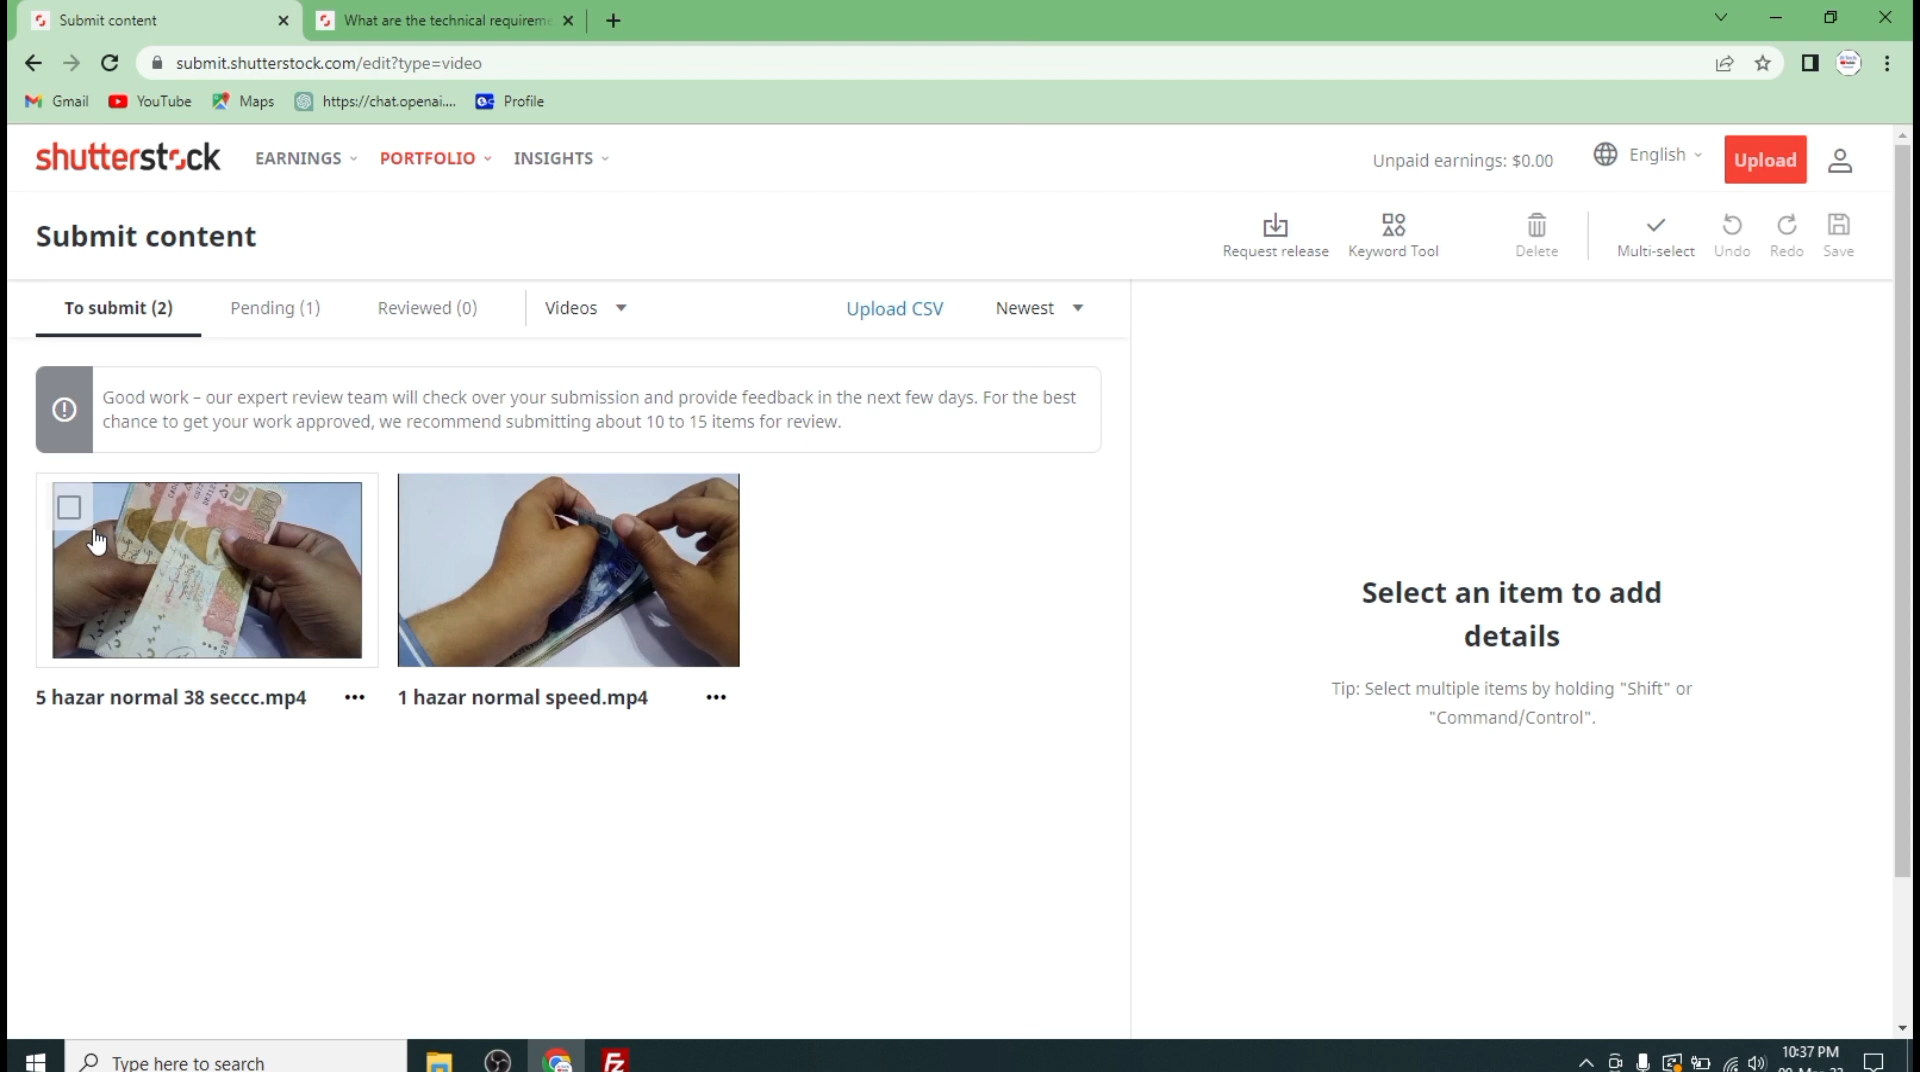 Submit content
What are the technical requirem
submit.shutterstock.com/edit?type=video
Gmail
YouTube
Maps
https://chat.openai....
Profile
shutterstock
EARNINGS
PORTFOLIO
INSIGHTS
Unpaid earnings: $0.00
English
Upload
Submit content
Request release
Keyword Tool
Delete
Multi-select
Undo
Redo
Save
To submit (2)
Pending (1)
Reviewed (0)
Videos
Upload CSV
Newest
Good work – our expert review team will check over your submission and provide feedback in the next few days. For the best
chance to get your work approved, we recommend submitting about 10 to 15 items for review.
5 hazar normal 38 seccc.mp4
1 hazar normal speed.mp4
Select an item to add
details
Tip: Select multiple items by holding "Shift" or
"Command/Control".
Type here to search
10:37 PM